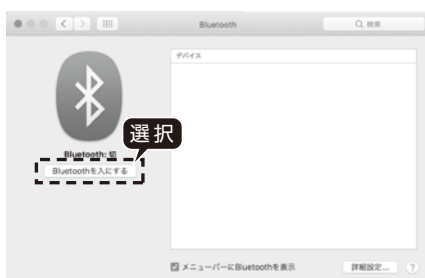 Bluetooth
検索
デバイス
選択
Bluetooth: 切
Bluetoothを入にする
メニューバーにBluetoothを表示
詳細設定...
?